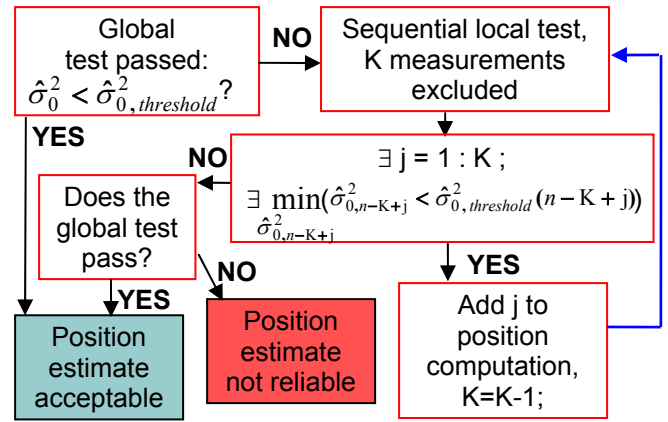 Global
test passed:
σ̂₀² < σ̂²₀,threshold ?
NO
Sequential local test,
K measurements
excluded
YES
∃ j = 1 : K ;
∃ min(σ̂²₀,n−K+j < σ̂²₀,threshold (n − K + j))
σ̂²₀,n−K+j
NO
Does the
global test
pass?
YES
NO
YES
Position
estimate
acceptable
Position
estimate
not reliable
Add j to
position
computation,
K=K-1;